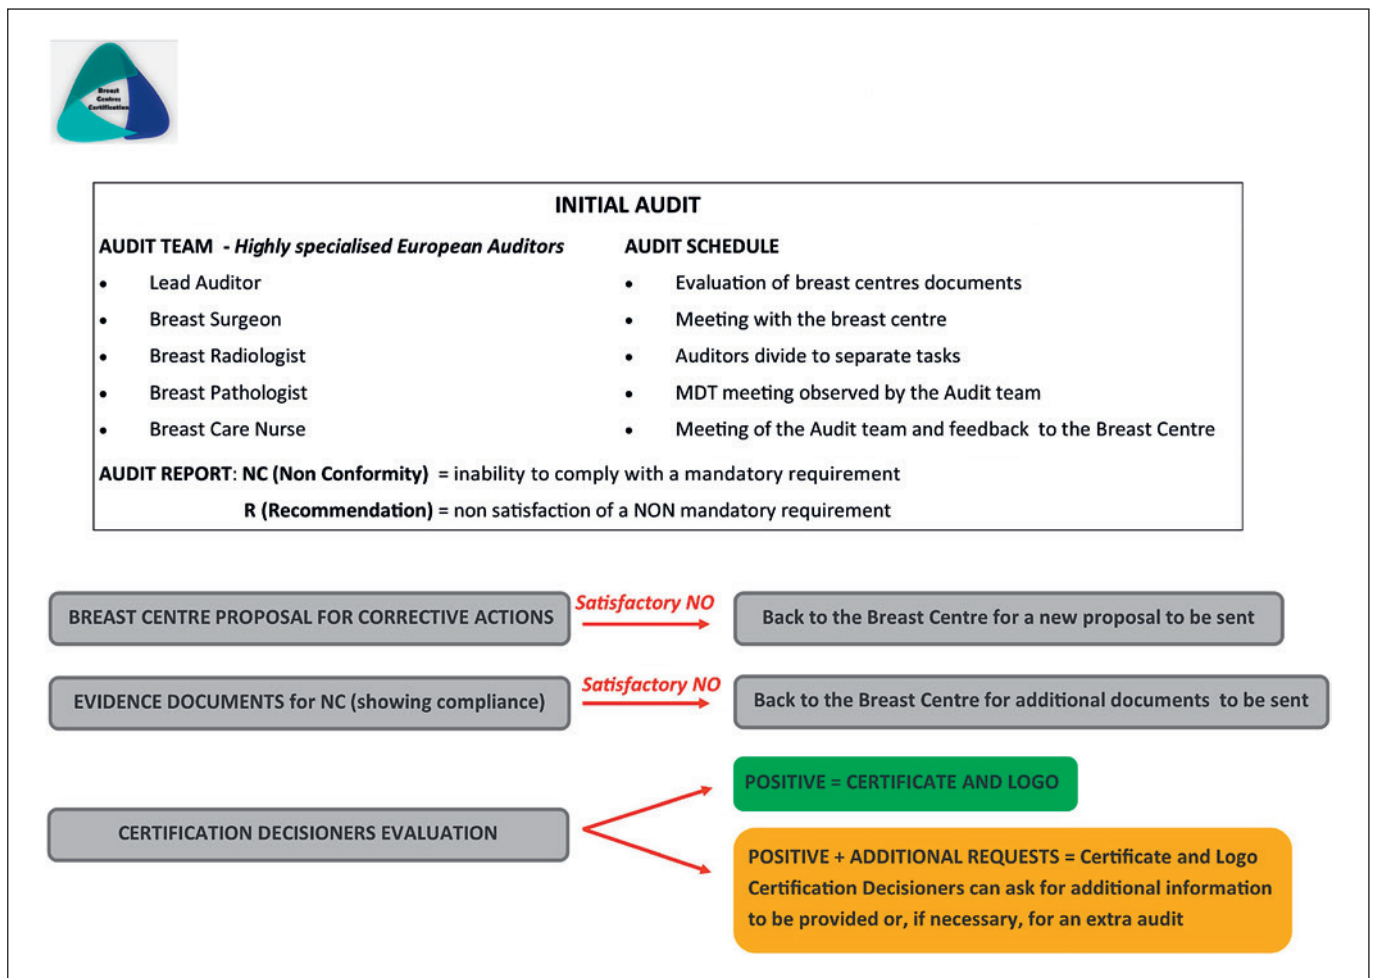 Breast
Centres
Certification
INITIAL AUDIT
AUDIT TEAM - Highly specialised European Auditors
• Lead Auditor
• Breast Surgeon
• Breast Radiologist
• Breast Pathologist
• Breast Care Nurse
AUDIT SCHEDULE
• Evaluation of breast centres documents
• Meeting with the breast centre
• Auditors divide to separate tasks
• MDT meeting observed by the Audit team
• Meeting of the Audit team and feedback to the Breast Centre
AUDIT REPORT: NC (Non Conformity) = inability to comply with a mandatory requirement
R (Recommendation) = non satisfaction of a NON mandatory requirement
BREAST CENTRE PROPOSAL FOR CORRECTIVE ACTIONS
Satisfactory NO
Back to the Breast Centre for a new proposal to be sent
EVIDENCE DOCUMENTS for NC (showing compliance)
Satisfactory NO
Back to the Breast Centre for additional documents to be sent
CERTIFICATION DECISIONERS EVALUATION
POSITIVE = CERTIFICATE AND LOGO
POSITIVE + ADDITIONAL REQUESTS = Certificate and Logo
Certification Decisioners can ask for additional information
to be provided or, if necessary, for an extra audit